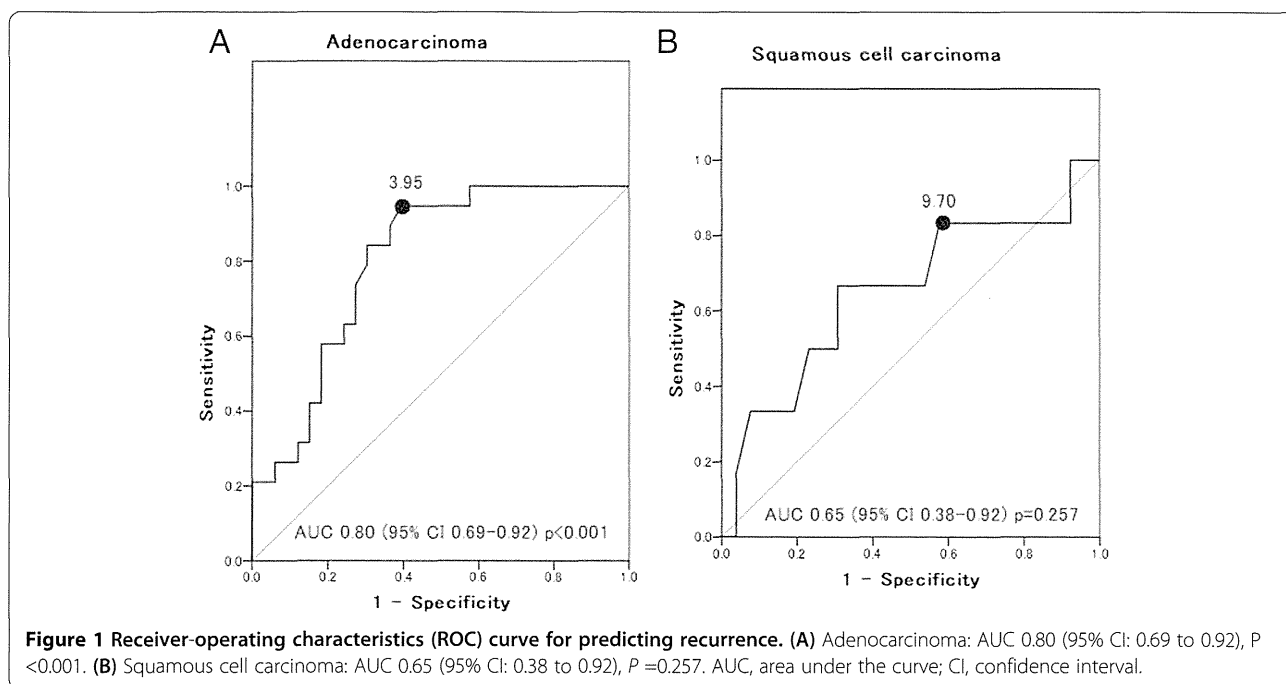 A
Adenocarcinoma
3.95
1.0
0.8
0.6
0.4
0.2
0.0
Sensitivity
AUC 0.80 (95% CI 0.69-0.92) p<0.001
0.0 0.2 0.4 0.6 0.8 1.0
1 - Specificity
B
Squamous cell carcinoma
9.70
1.0
0.8
0.6
0.4
0.2
0.0
Sensitivity
AUC 0.65 (95% CI 0.38-0.92) p=0.257
0.0 0.2 0.4 0.6 0.8 1.0
1 - Specificity
Figure 1 Receiver-operating characteristics (ROC) curve for predicting recurrence. (A) Adenocarcinoma: AUC 0.80 (95% CI: 0.69 to 0.92), P
<0.001. (B) Squamous cell carcinoma: AUC 0.65 (95% CI: 0.38 to 0.92), P =0.257. AUC, area under the curve; CI, confidence interval.